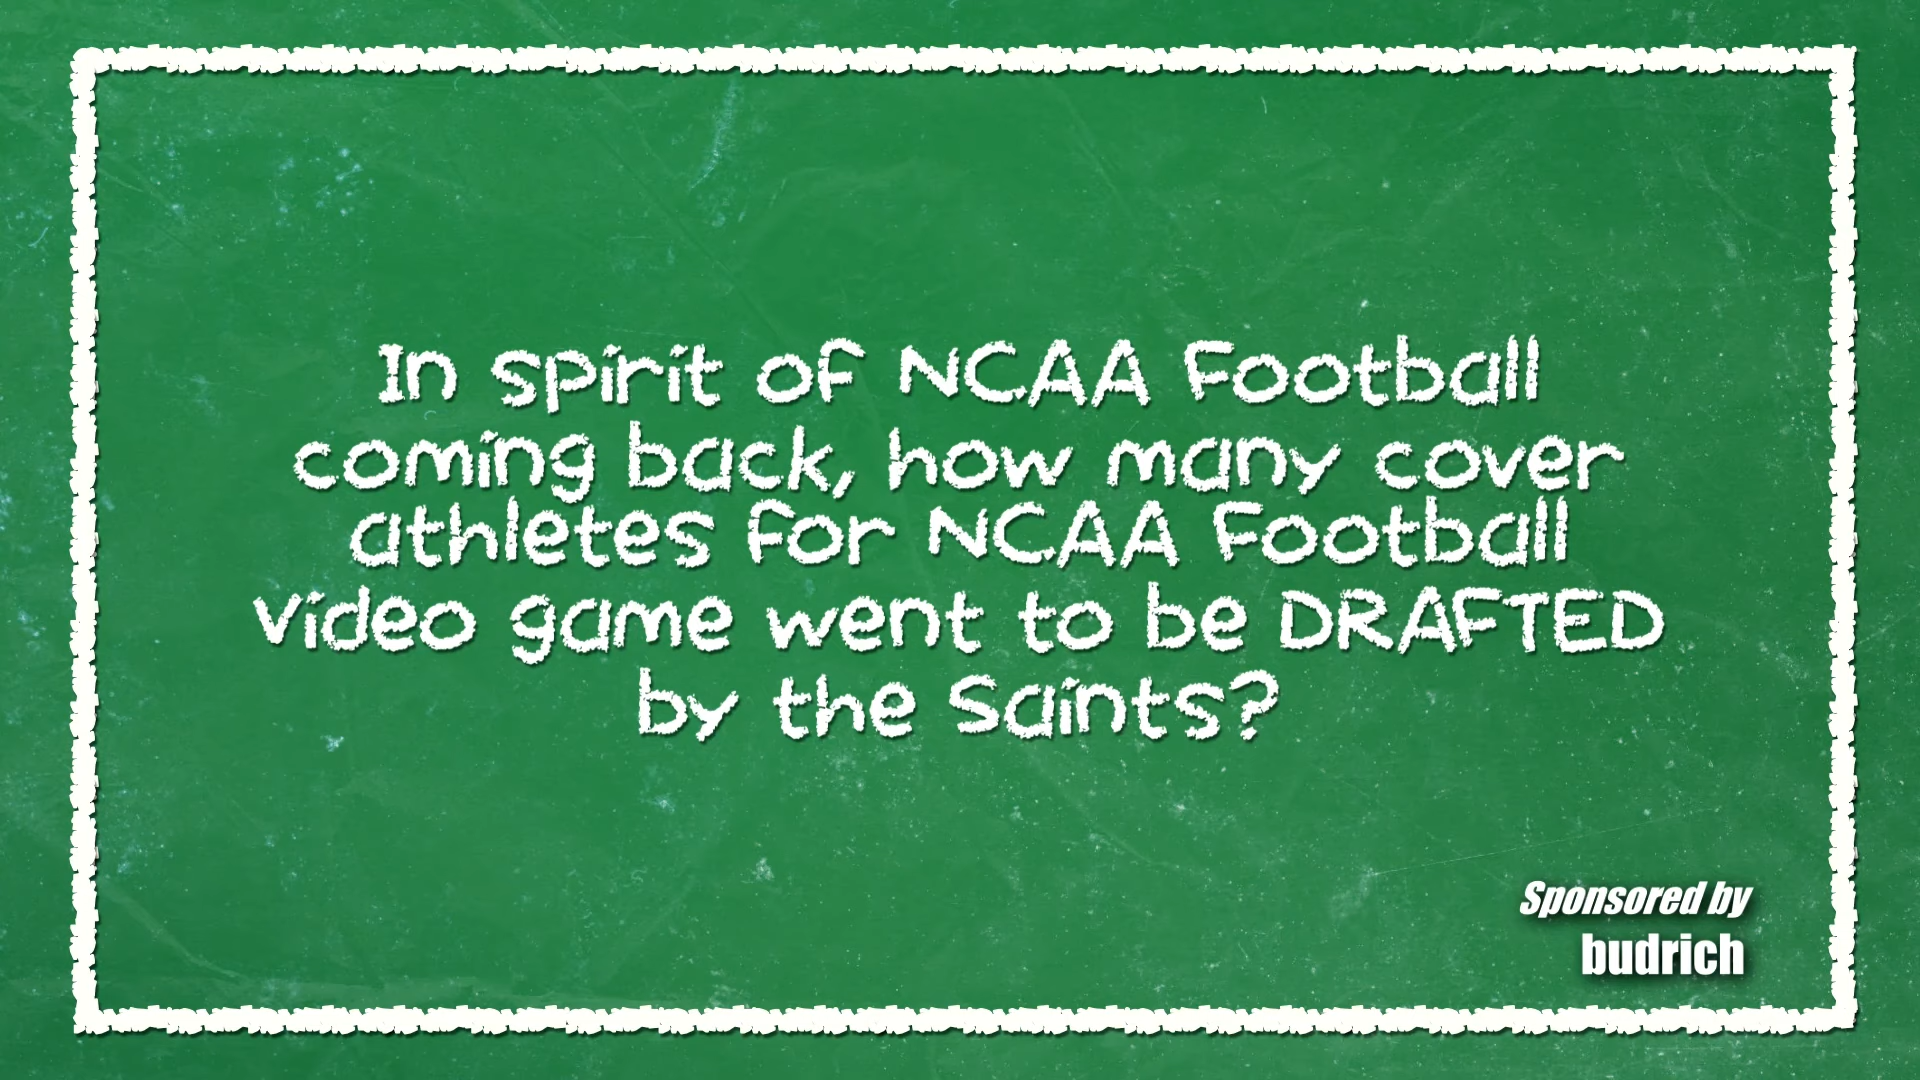 In spirit of NCAA Football
coming back, how many cover
athletes for NCAA Football
video game went to be DRAFTED
by the Saints?
Sponsored by
budrich